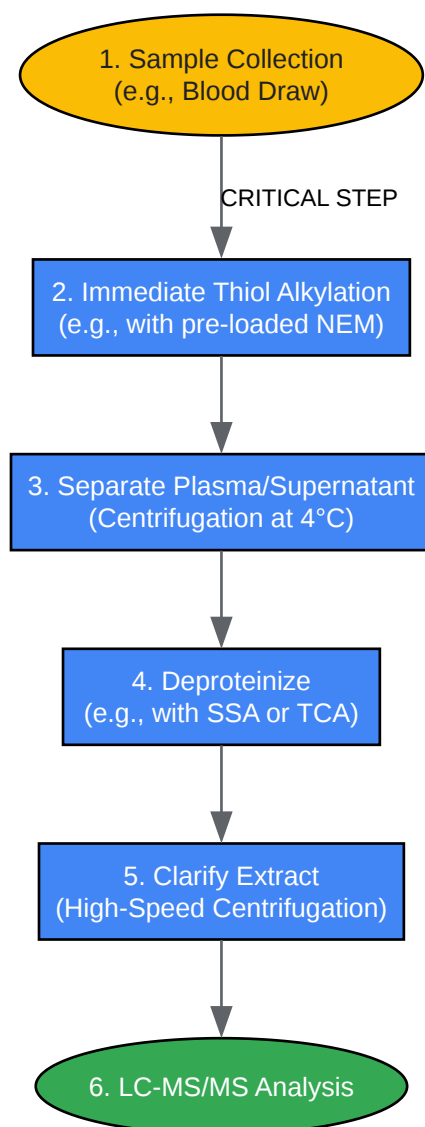 1. Sample Collection
(e.g., Blood Draw)
CRITICAL STEP
2. Immediate Thiol Alkylation
(e.g., with pre-loaded NEM)
3. Separate Plasma/Supernatant
(Centrifugation at 4°C)
4. Deproteinize
(e.g., with SSA or TCA)
5. Clarify Extract
(High-Speed Centrifugation)
6. LC-MS/MS Analysis